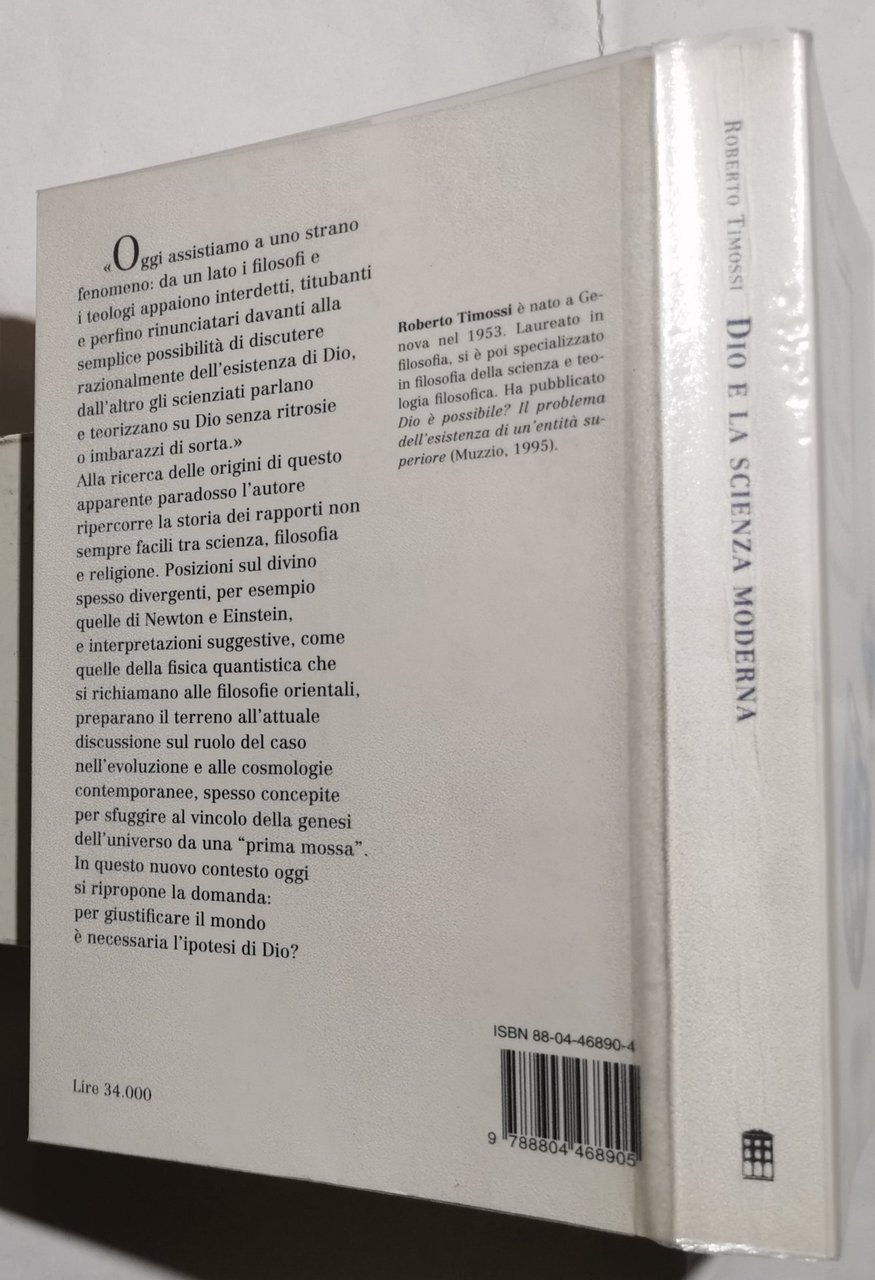 «Oggi assistiamo a uno strano
fenomeno: da un lato i filosofi e
i teologi appaiono interdetti, titubanti
e perfino rinunciatari davanti alla
semplice possibilità di discutere
razionalmente dell'esistenza di Dio,
dall'altro gli scienziati parlano
e teorizzano su Dio senza ritrosie
o imbarazzi di sorta.»
Alla ricerca delle origini di questo
apparente paradosso l'autore
ripercorre la storia dei rapporti non
sempre facili tra scienza, filosofia
e religione. Posizioni sul divino
spesso divergenti, per esempio
quelle di Newton e Einstein,
e interpretazioni suggestive, come
quelle della fisica quantistica che
si richiamano alle filosofie orientali,
preparano il terreno all'attuale
discussione sul ruolo del caso
nell'evoluzione e alle cosmologie
contemporanee, spesso concepite
per sfuggire al vincolo della genesi
dell'universo da una “prima mossa”.
In questo nuovo contesto oggi
si ripropone la domanda:
per giustificare il mondo
è necessaria l'ipotesi di Dio?
Lire 34.000
Roberto Timossi è nato a Ge-
nova nel 1953. Laureato in
filosofia, si è poi specializzato
in filosofia della scienza e teo-
logia filosofica. Ha pubblicato
Dio è possibile? Il problema
dell'esistenza di un'entità su-
periore (Muzzio, 1995).
ISBN 88-04-46890-4
9 788804 468905
ROBERTO TIMOSSI DIO E LA SCIENZA MODERNA